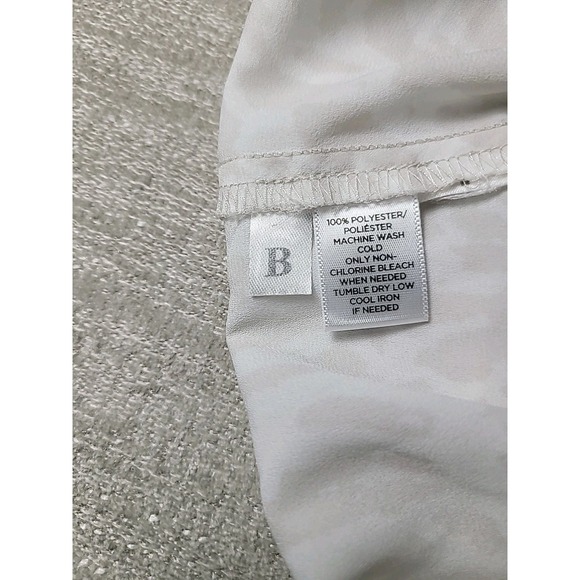 B
100% POLYESTER/
POLIÉSTER
MACHINE WASH
COLD
ONLY NON-
CHLORINE BLEACH
WHEN NEEDED
TUMBLE DRY LOW
COOL IRON
IF NEEDED